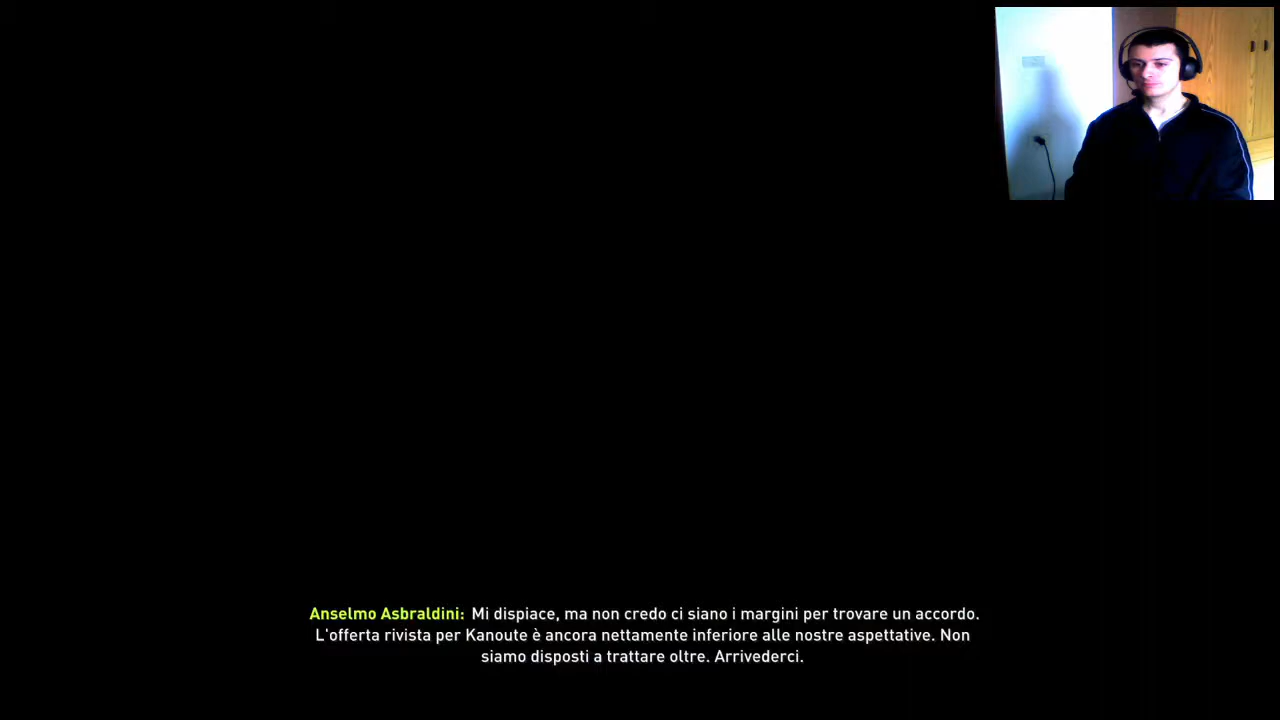 Anselmo Asbraldini: Mi dispiace, ma non credo ci siano i margini per trovare un accordo.
L'offerta rivista per Kanoute è ancora nettamente inferiore alle nostre aspettative. Non
siamo disposti a trattare oltre. Arrivederci.